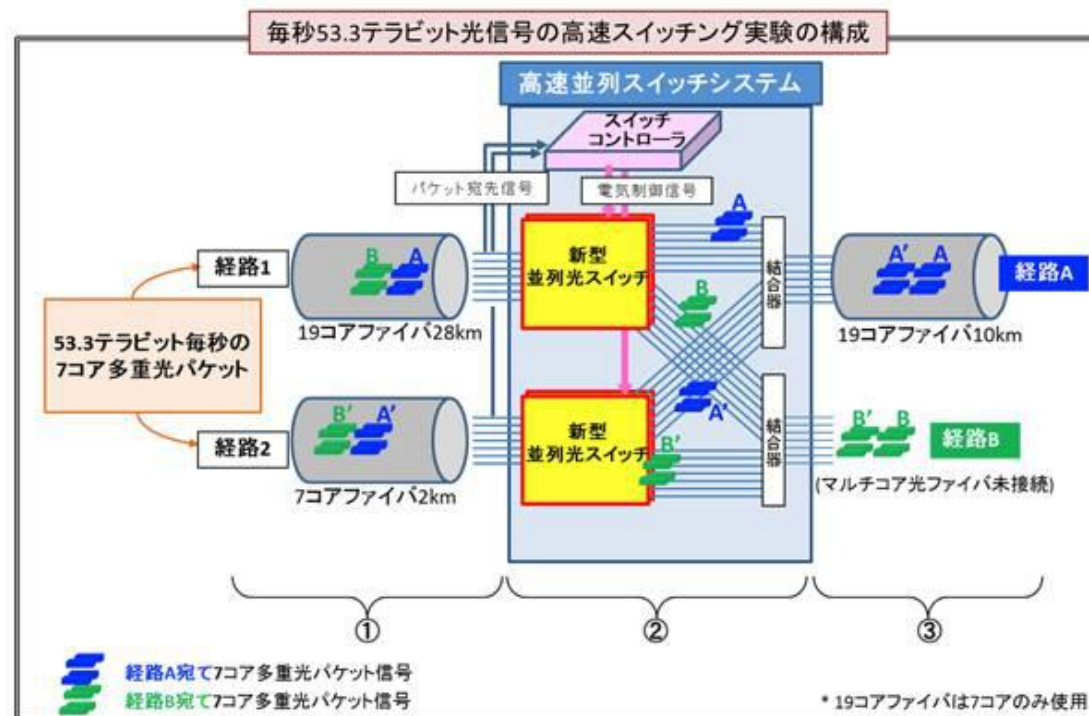 毎秒53.3テラビット光信号の高速スイッチング実験の構成
高速並列スイッチシステム
スイッチ
コントローラ
パケット宛先信号
電気制御信号
A
経路1
B A
新型
並列光スイッチ
B
結合器
A' A
経路A
19コアファイバ28km
19コアファイバ10km
53.3テラビット毎秒の
7コア多重光パケット
経路2
B' A'
新型
並列光スイッチ
A'
B'
結合器
B' B
経路B
7コアファイバ2km
(マルチコア光ファイバ未接続)
①
②
③
経路A宛て7コア多重光パケット信号
経路B宛て7コア多重光パケット信号
* 19コアファイバは7コアのみ使用